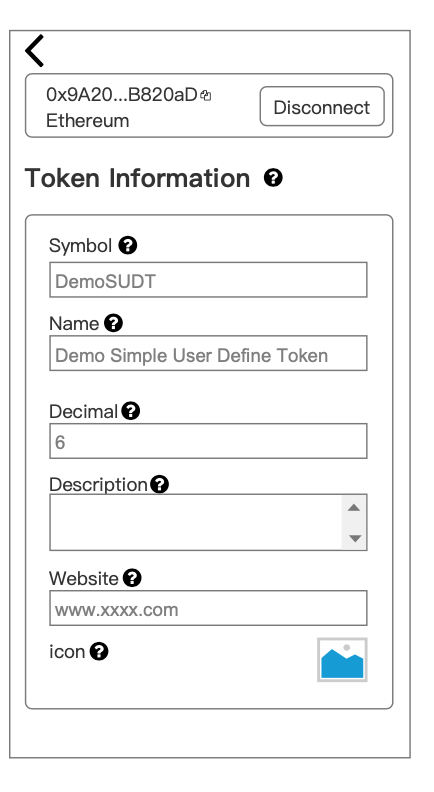 0x9A20...B820aD
Disconnect
Ethereum
Token Information
Symbol
DemoSUDT
Name
Demo Simple User Define Token
Decimal
6
Description
Website
www.xxxx.com
icon